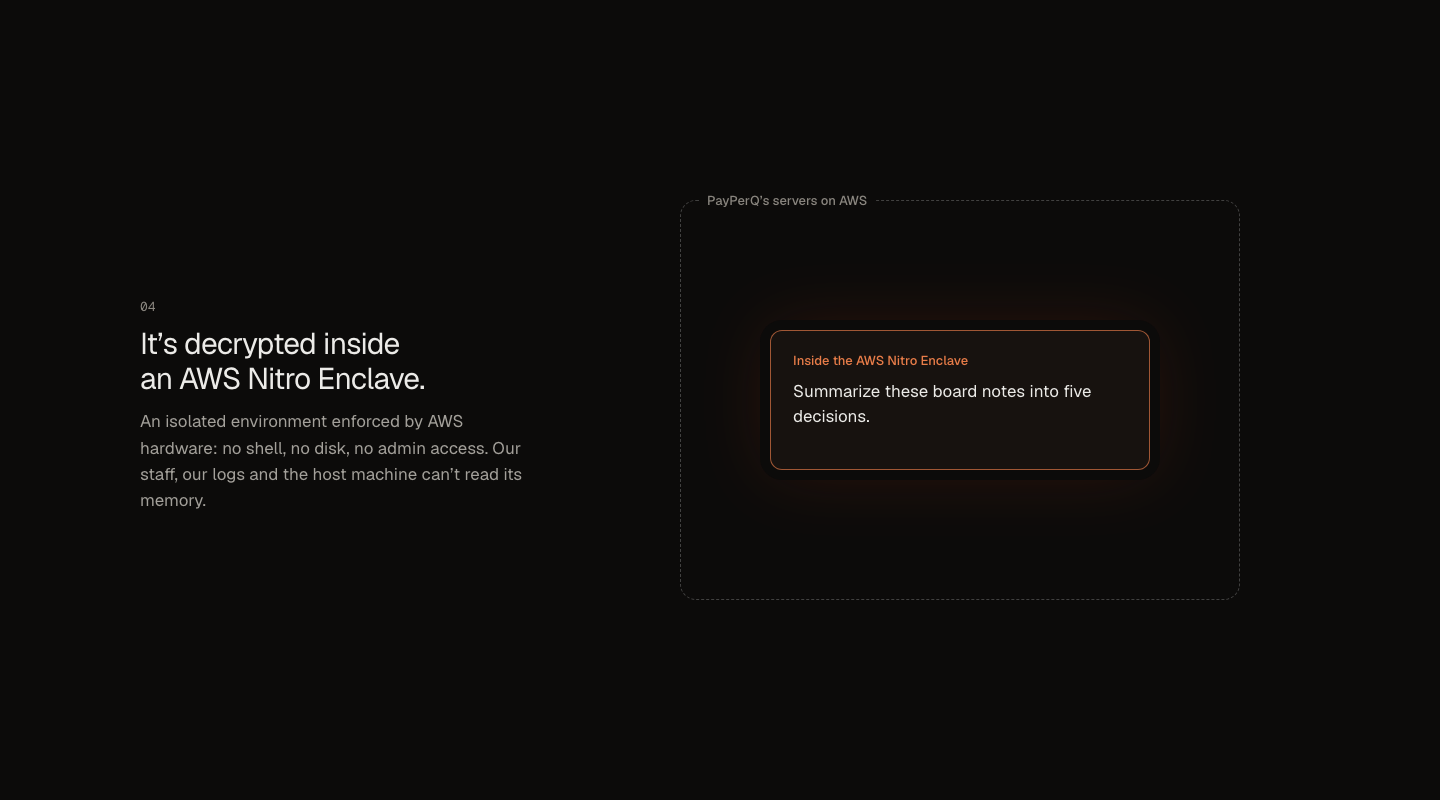 04
It’s decrypted inside
an AWS Nitro Enclave.
An isolated environment enforced by AWS
hardware: no shell, no disk, no admin access. Our
staff, our logs and the host machine can’t read its
memory.
PayPerQ's servers on AWS
Inside the AWS Nitro Enclave
Summarize these board notes into five
decisions.